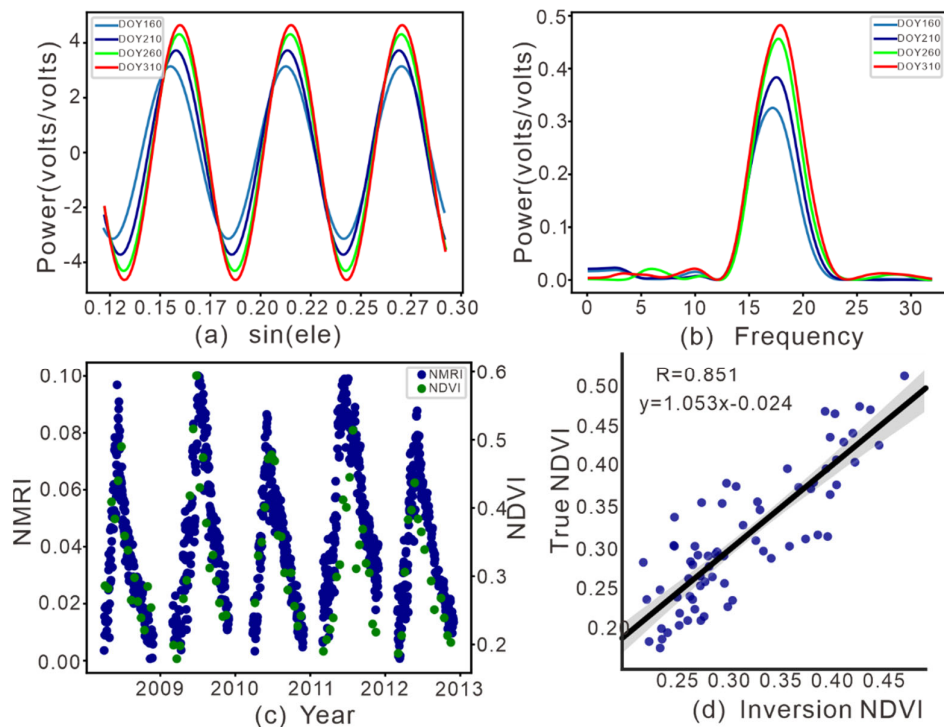 DOY160
DOY210
DOY260
DOY310
Power(volts/volts)
4
2
0
-2
-4
0.12
0.15
0.17
0.20
0.22
0.25
0.27
0.30
(a) sin(ele)
DOY160
DOY210
DOY260
DOY310
Power(volts/volts)
0.5
0.4
0.3
0.2
0.1
0.0
0
5
10
15
20
25
30
(b) Frequency
NMRI
NDVI
NMRI
0.10
0.08
0.06
0.04
0.02
0.00
NDVI
0.6
0.5
0.4
0.3
0.2
2009
2010
2011
2012
2013
(c) Year
R=0.851
y=1.053x-0.024
True NDVI
0.50
0.45
0.40
0.35
0.30
0.25
0.20
0.25
0.30
0.35
0.40
0.45
(d) Inversion NDVI